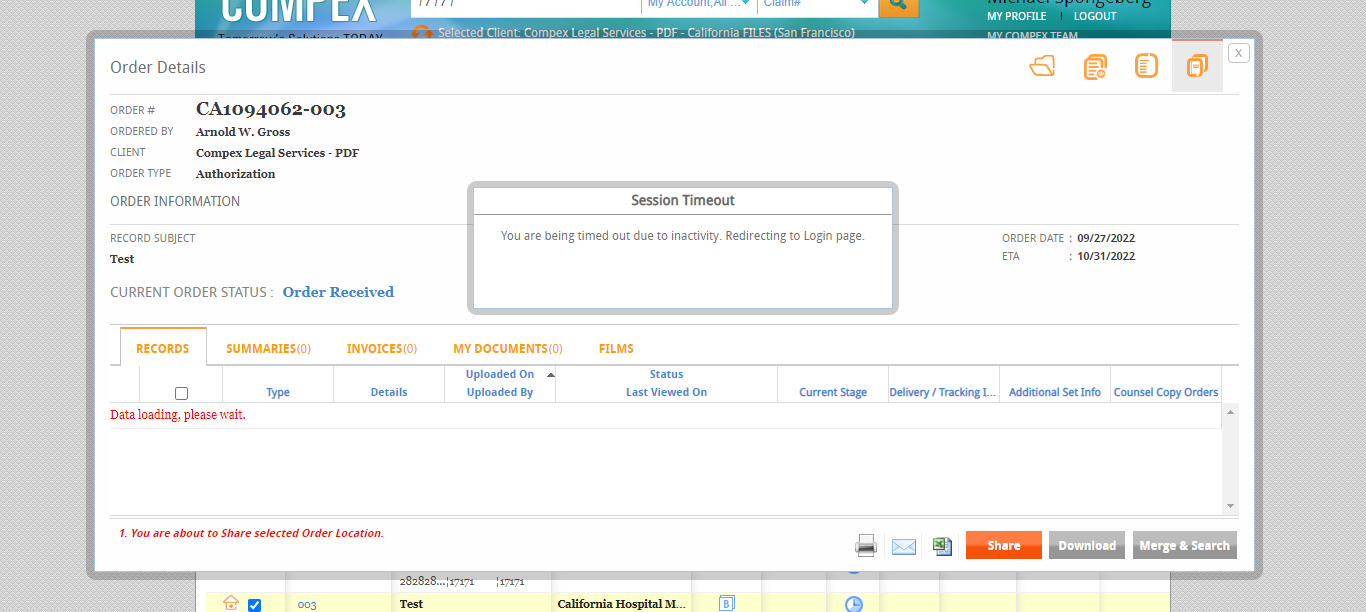 COMPEX
Tomorrow's Solutions TODAY
My Account,All ...
Claim#
MY PROFILE | LOGOUT
MY COMPEX TEAM
Selected Client: Compex Legal Services - PDF - California FILES (San Francisco)
Order Details
X
ORDER # CA1094062-003
ORDERED BY Arnold W. Gross
CLIENT Compex Legal Services - PDF
ORDER TYPE Authorization
ORDER INFORMATION
Session Timeout
You are being timed out due to inactivity. Redirecting to Login page.
RECORD SUBJECT
Test
ORDER DATE : 09/27/2022
ETA : 10/31/2022
CURRENT ORDER STATUS : Order Received
RECORDS SUMMARIES(0) INVOICES(0) MY DOCUMENTS(0) FILMS
Uploaded On Status
Type Details Uploaded By Last Viewed On Current Stage Delivery / Tracking I... Additional Set Info Counsel Copy Orders
Data loading, please wait.
1. You are about to Share selected Order Location.
Share Download Merge & Search
282828...¦17171 ¦17171
003 Test California Hospital M... B